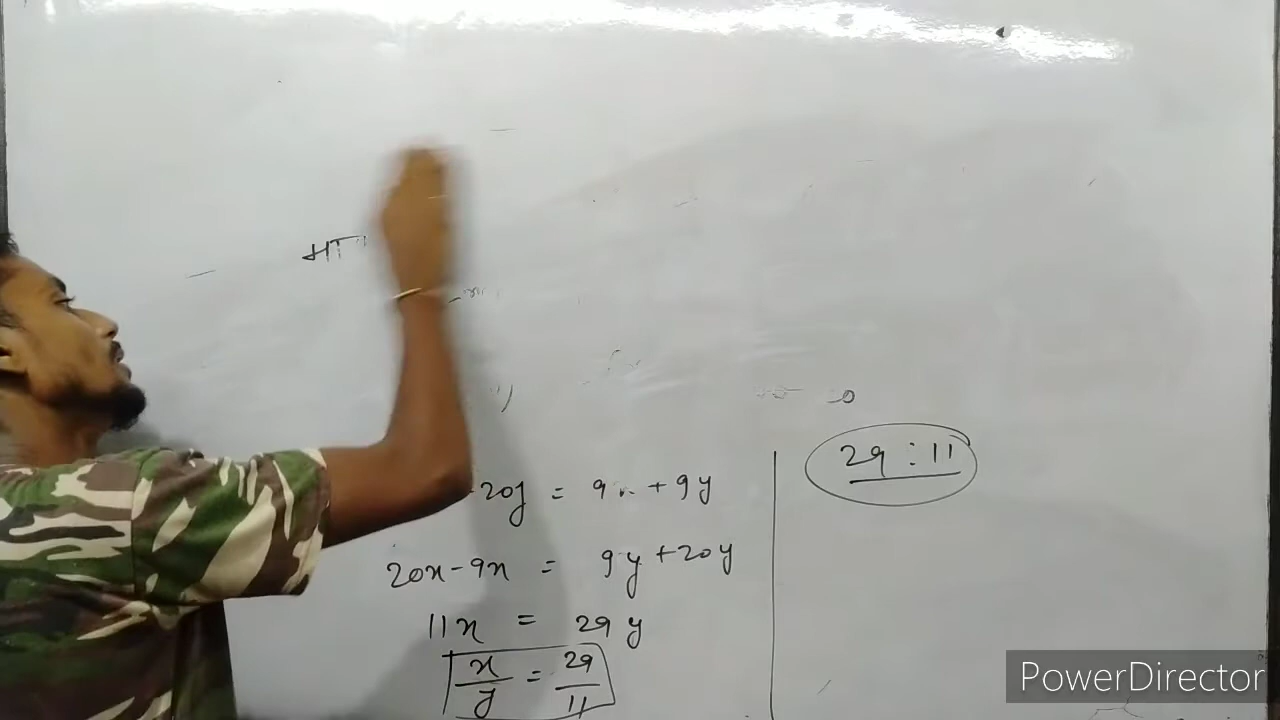 -20y = 9x + 9y
29 : 11
20x - 9x = 9y + 20y
11x = 29y
x/y = 29/11
PowerDirector